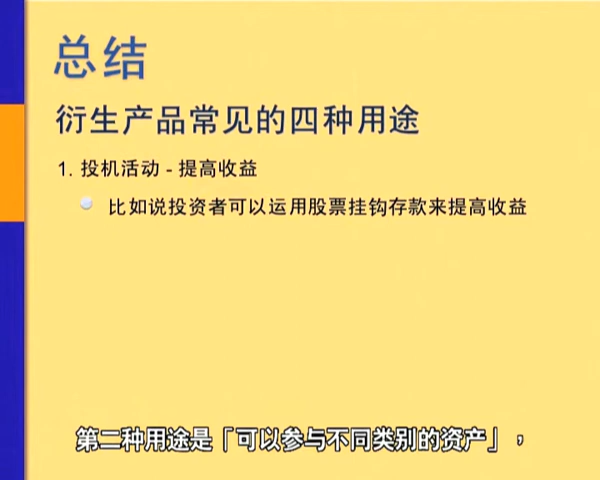 总结
衍生产品常见的四种用途
1. 投机活动 - 提高收益
比如说投资者可以运用股票挂钩存款来提高收益
第二种用途是「可以参与不同类别的资产」，